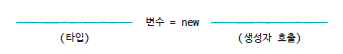 변수 = new
(타입) (생성자 호출)